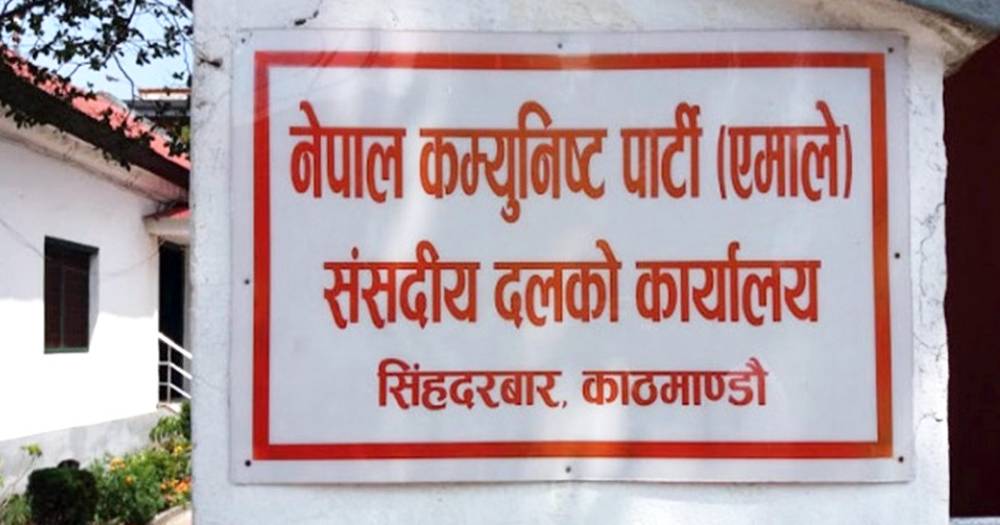 नेपाल कम्युनिष्ट पार्टी (एमाले)
संसदीय दलको कार्यालय
सिंहदरबार, काठमाण्डौ